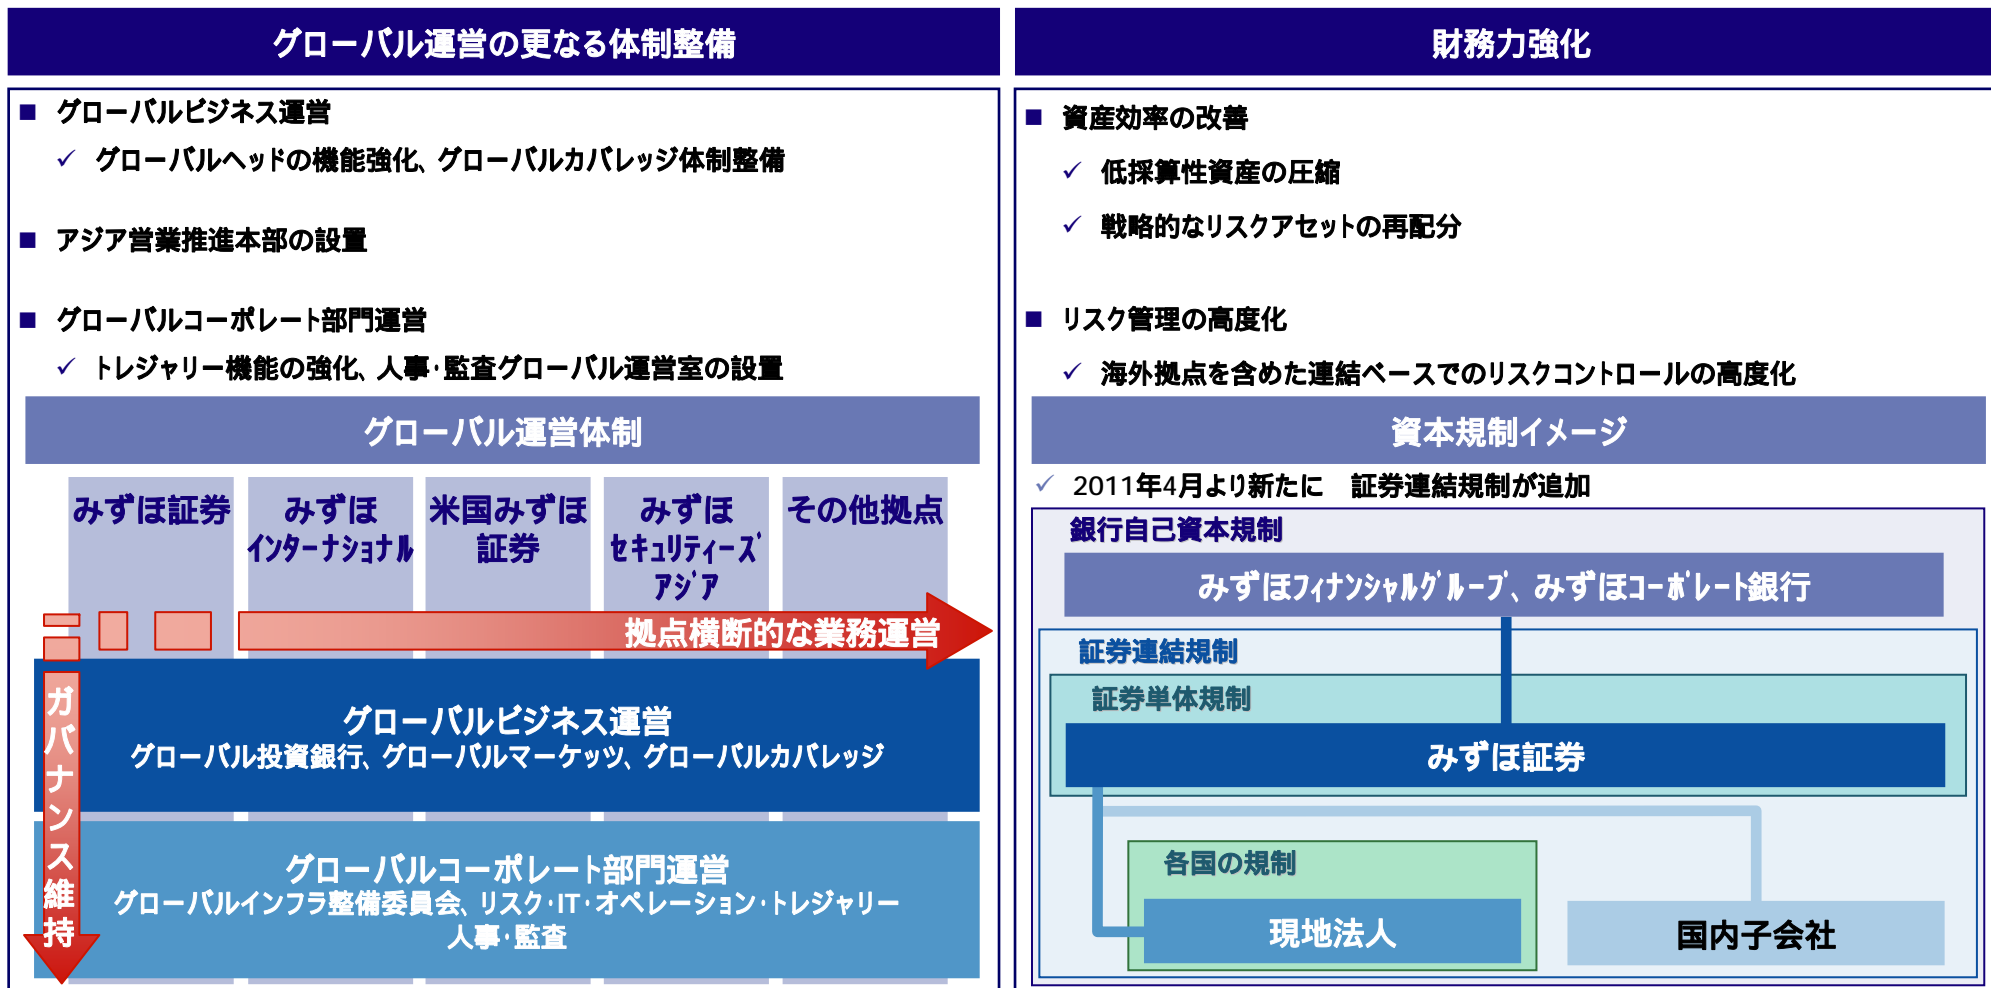 グローバル運営の更なる体制整備
■ グローバルビジネス運営
✓ グローバルヘッドの機能強化、グローバルカバレッジ体制整備
■ アジア営業推進本部の設置
■ グローバルコーポレート部門運営
✓ トレジャリー機能の強化、人事・監査グローバル運営室の設置
グローバル運営体制
みずほ証券
みずほ
インターナショナル
米国みずほ
証券
みずほ
セキュリティーズ
アジア
その他拠点
拠点横断的な業務運営
ガバナンス維持
グローバルビジネス運営
グローバル投資銀行、グローバルマーケッツ、グローバルカバレッジ
グローバルコーポレート部門運営
グローバルインフラ整備委員会、リスク・IT・オペレーション・トレジャリー
人事・監査
財務力強化
■ 資産効率の改善
✓ 低採算性資産の圧縮
✓ 戦略的なリスクアセットの再配分
■ リスク管理の高度化
✓ 海外拠点を含めた連結ベースでのリスクコントロールの高度化
資本規制イメージ
✓ 2011年4月より新たに　証券連結規制が追加
銀行自己資本規制
みずほフィナンシャルグループ、みずほコーポレート銀行
証券連結規制
証券単体規制
みずほ証券
各国の規制
現地法人
国内子会社